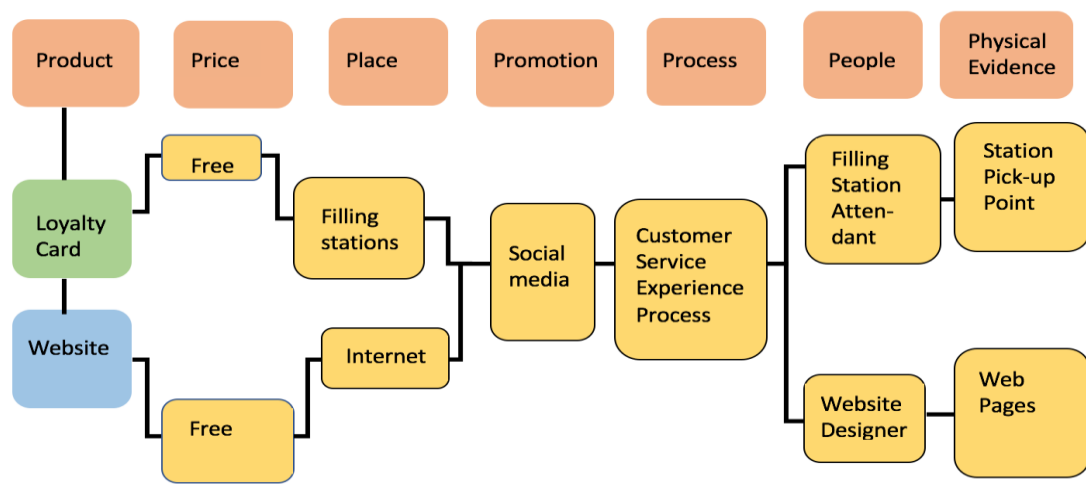 Product
Price
Place
Promotion
Process
People
Physical
Evidence
Loyalty
Card
Free
Filling
stations
Social
media
Customer
Service
Experience
Process
Filling
Station
Atten-
dant
Station
Pick-up
Point
Website
Free
Internet
Website
Designer
Web
Pages